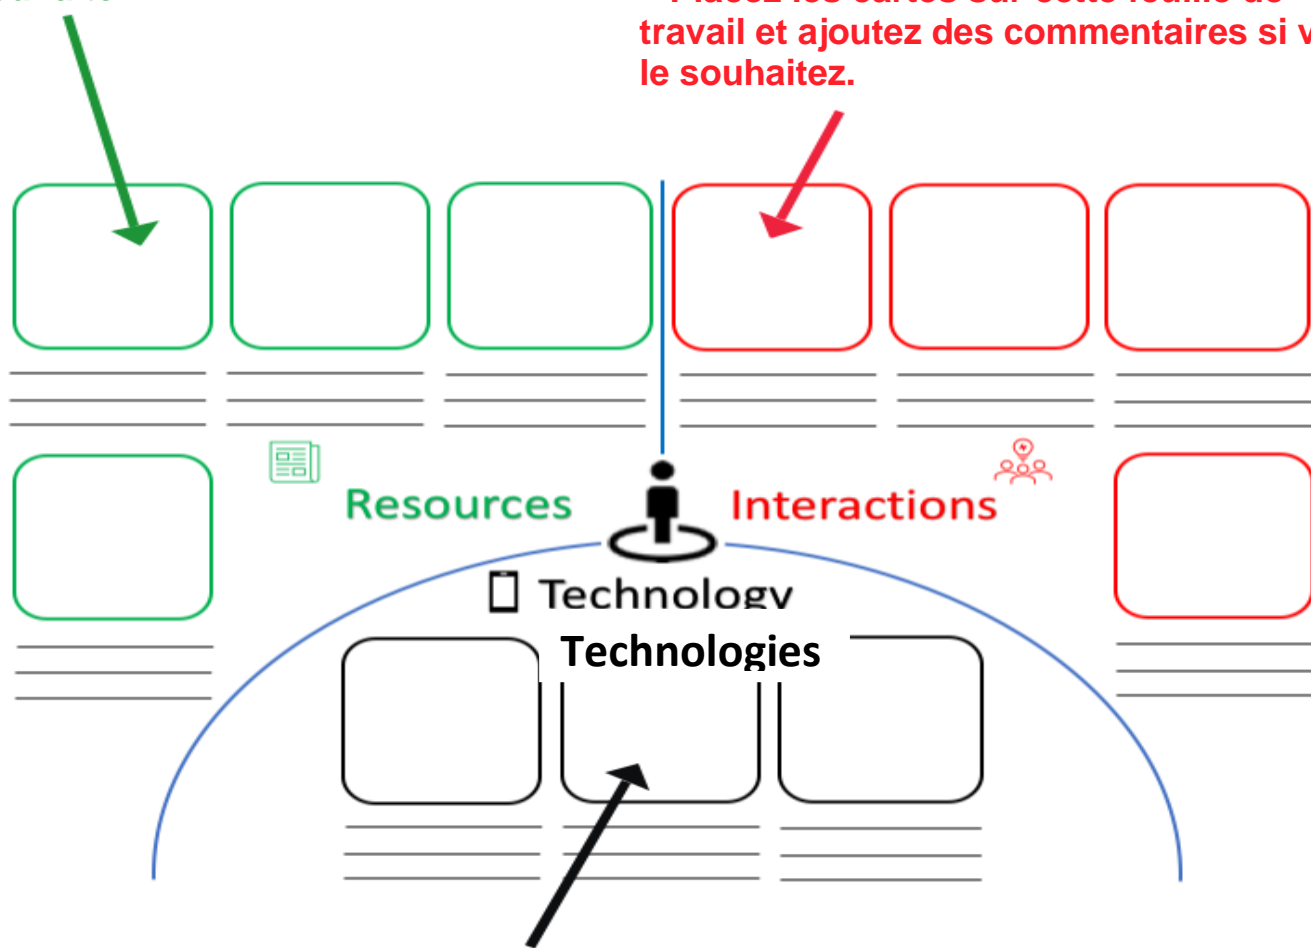 travail et ajoutez des commentaires si v
le souhaitez.
Resources
Interactions
Technology
Technologies